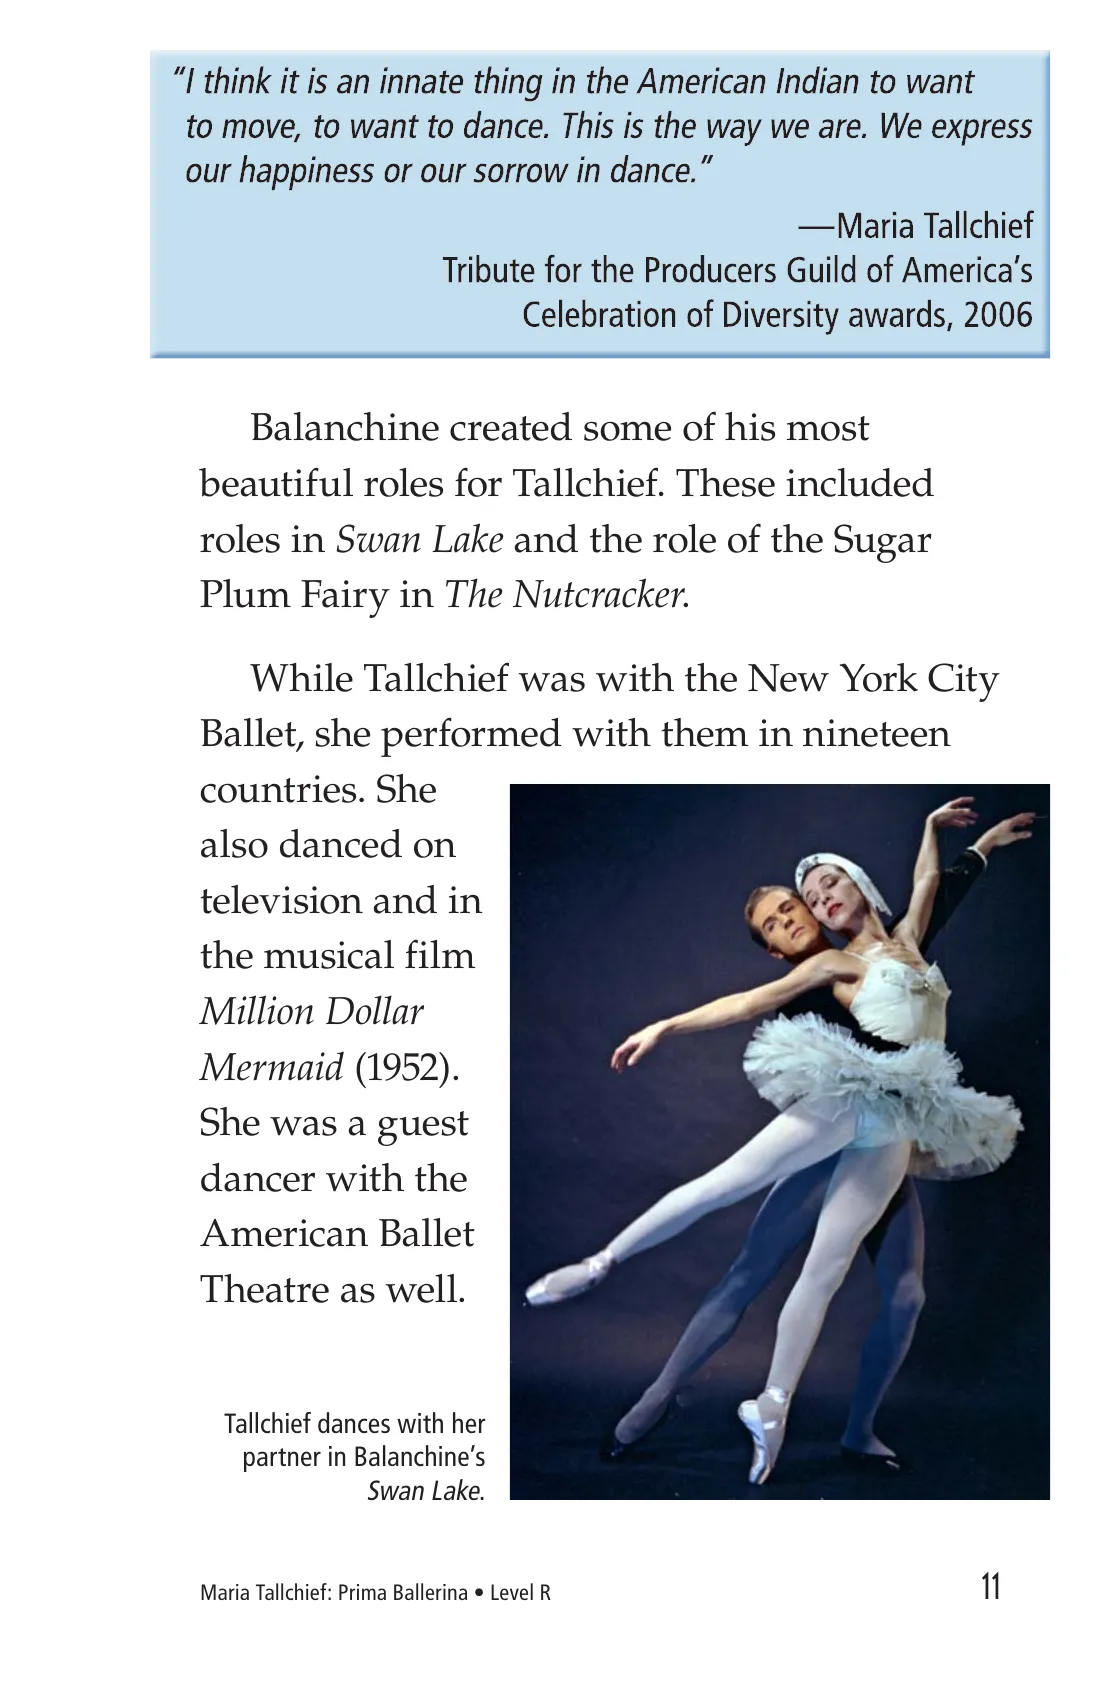 “I think it is an innate thing in the American Indian to want
to move, to want to dance. This is the way we are. We express
our happiness or our sorrow in dance.”
—Maria Tallchief
Tribute for the Producers Guild of America’s
Celebration of Diversity awards, 2006
Balanchine created some of his most
beautiful roles for Tallchief. These included
roles in Swan Lake and the role of the Sugar
Plum Fairy in The Nutcracker.
While Tallchief was with the New York City
Ballet, she performed with them in nineteen
countries. She
also danced on
television and in
the musical film
Million Dollar
Mermaid (1952).
She was a guest
dancer with the
American Ballet
Theatre as well.
Tallchief dances with her
partner in Balanchine’s
Swan Lake.
Maria Tallchief: Prima Ballerina • Level R
11